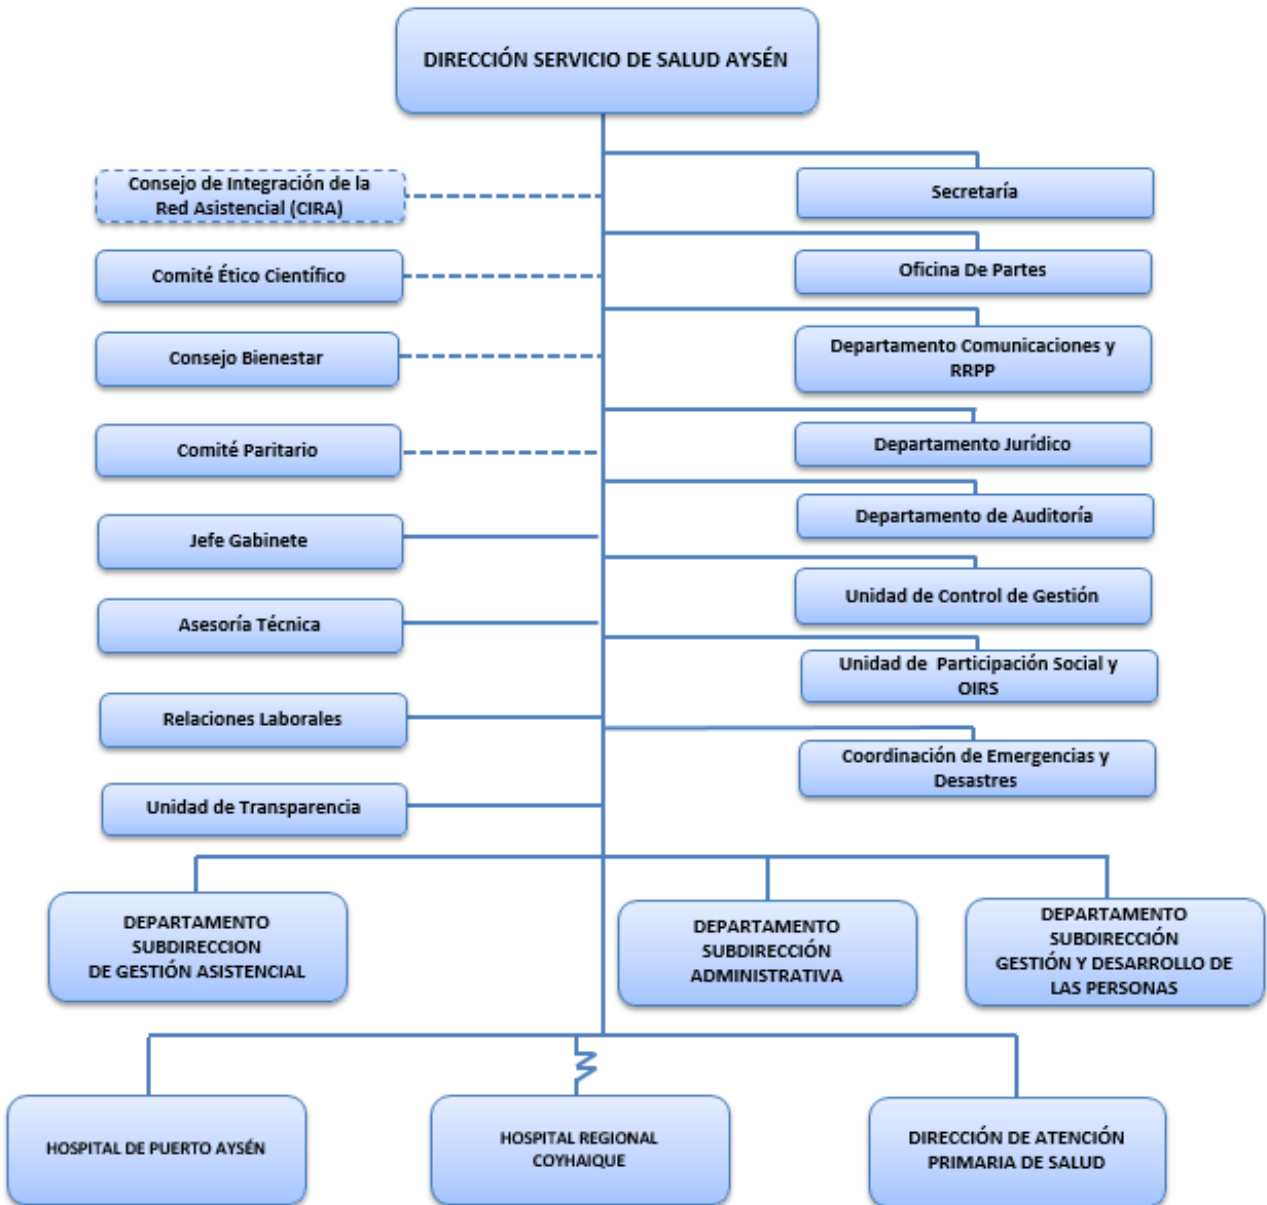 DIRECCIÓN SERVICIO DE SALUD AYSÉN
Consejo de Integración de la
Red Asistencial (CIRA)
Secretaría
Comité Ético Científico
Oficina De Partes
Consejo Bienestar
Departamento Comunicaciones y
RRPP
Comité Paritario
Departamento Jurídico
Jefe Gabinete
Departamento de Auditoría
Asesoría Técnica
Unidad de Control de Gestión
Relaciones Laborales
Unidad de Participación Social y
OIRS
Unidad de Transparencia
Coordinación de Emergencias y
Desastres
DEPARTAMENTO
SUBDIRECCION
DE GESTIÓN ASISTENCIAL
DEPARTAMENTO
SUBDIRECCIÓN
ADMINISTRATIVA
DEPARTAMENTO
SUBDIRECCIÓN
GESTIÓN Y DESARROLLO DE
LAS PERSONAS
HOSPITAL DE PUERTO AYSÉN
HOSPITAL REGIONAL
COYHAIQUE
DIRECCIÓN DE ATENCIÓN
PRIMARIA DE SALUD